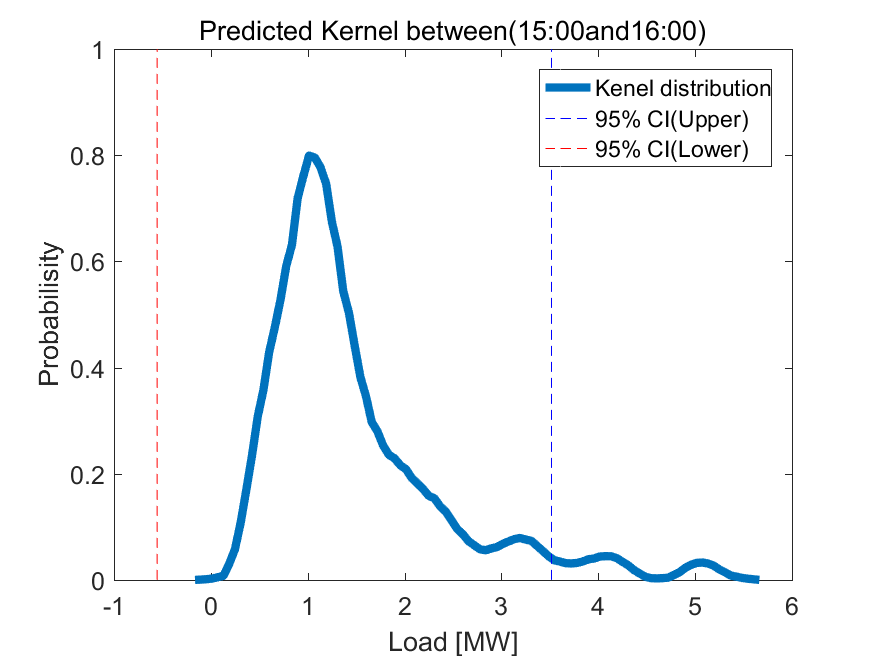 Predicted Kernel between(15:00and16:00)
Kenel distribution
95% CI(Upper)
95% CI(Lower)
Probabilisity
1
0.8
0.6
0.4
0.2
0
-1 0 1 2 3 4 5 6
Load [MW]